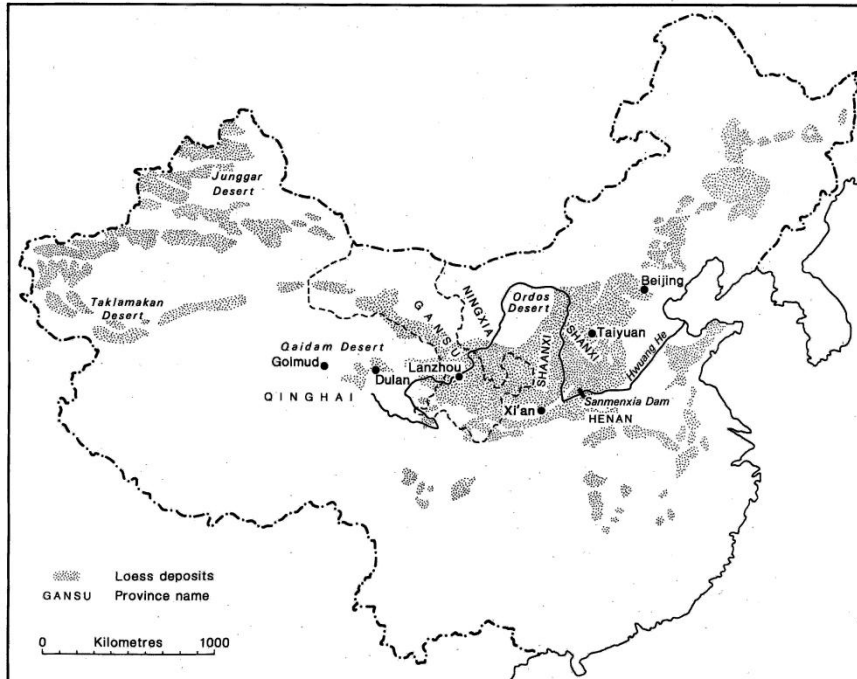 Junggar
Desert
Taklamakan
Desert
Qaidam Desert
Golmud
Dulan
QINGHAI
GANSU
Lanzhou
NINGXIA
Ordos
Desert
SHAANXI
SHANXI
Beijing
Taiyuan
Hwuang He
Sanmenxia Dam
Xi'an
HENAN
Loess deposits
GANSU Province name
0 Kilometres 1000